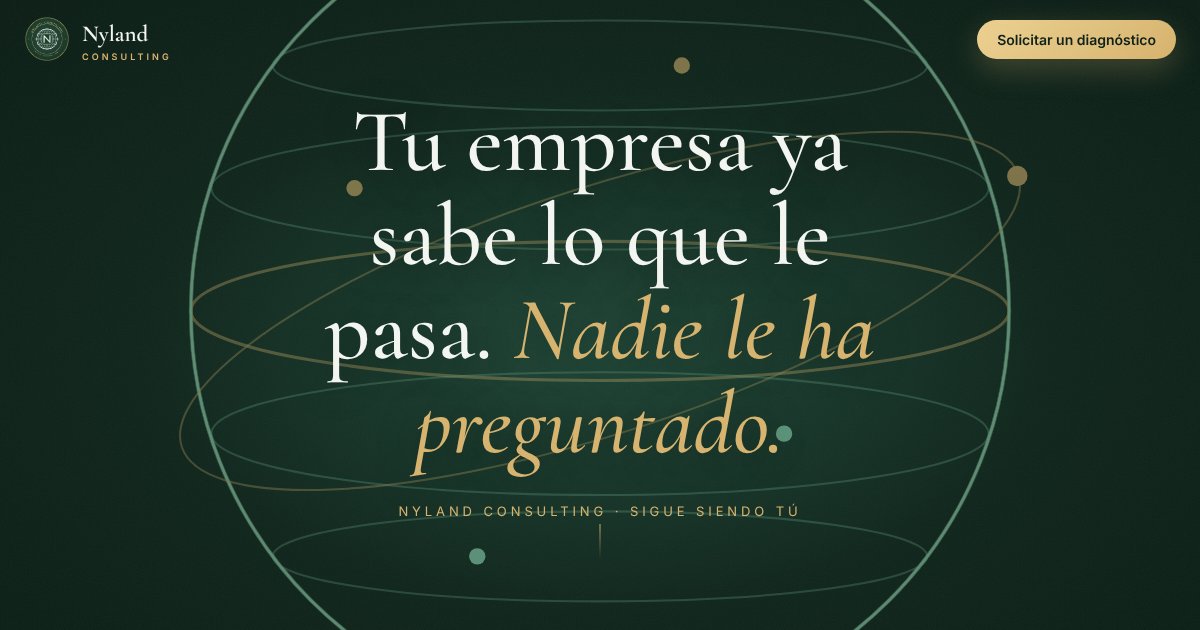 Nyland
CONSULTING
Solicitar un diagnóstico
Tu empresa ya
sabe lo que le
pasa. Nadie le ha
preguntado.
NYLAND CONSULTING · SIGUE SIENDO TÚ